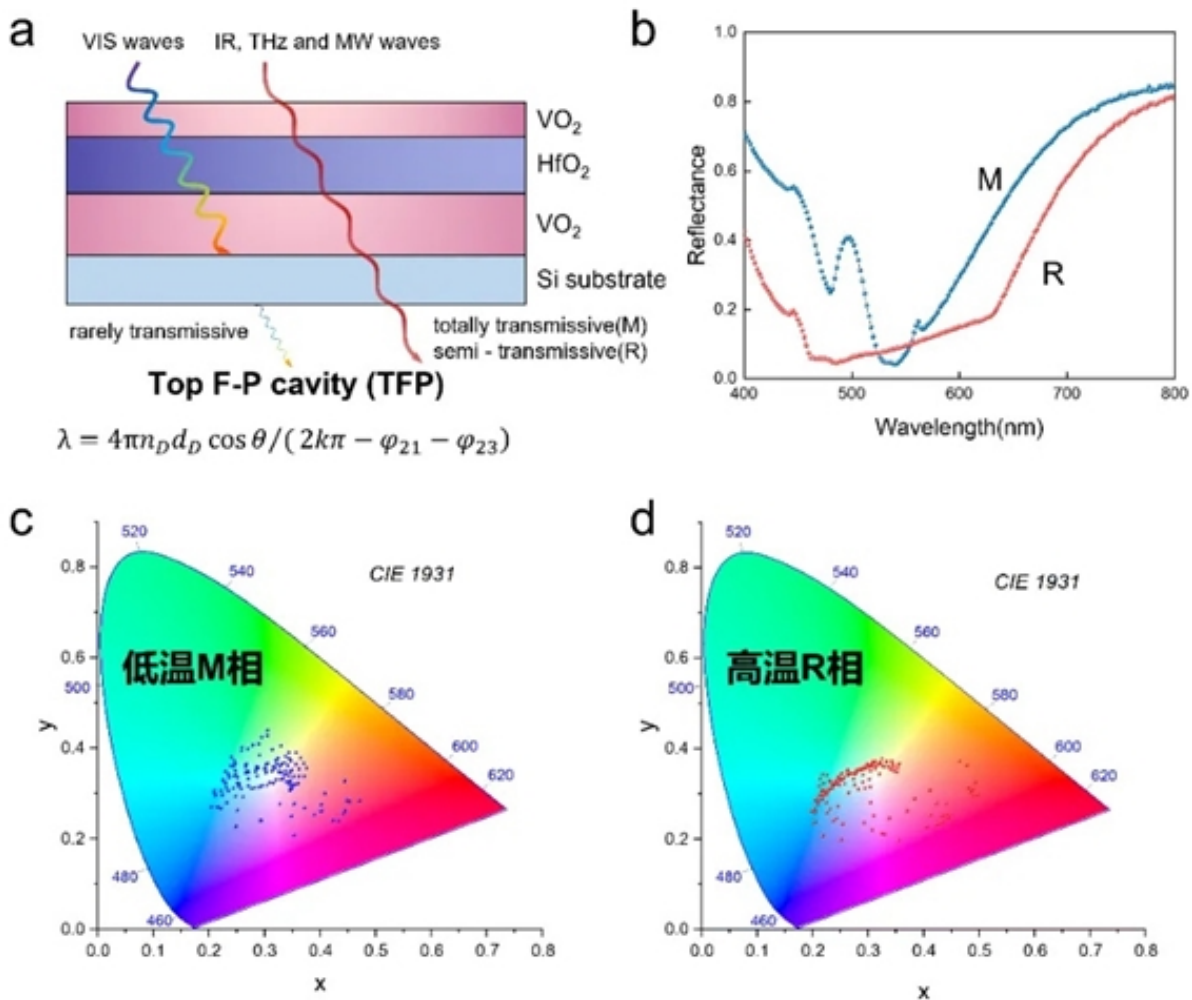 a
VIS waves
IR, THz and MW waves
VO₂
HfO₂
VO₂
Si substrate
rarely transmissive
totally transmissive(M)
semi - transmissive(R)
Top F-P cavity (TFP)
λ = 4πn_D d_D cos θ/( 2kπ − φ₂₁ − φ₂₃)
b
1.0
0.8
0.6
0.4
0.2
0.0
Reflectance
M
R
400
500
600
700
800
Wavelength(nm)
c
CIE 1931
低温M相
520
540
560
580
600
620
500
480
460
0.8
0.6
0.4
0.2
0.0
y
0.0
0.1
0.2
0.3
0.4
0.5
0.6
0.7
0.8
x
d
CIE 1931
高温R相
520
540
560
580
600
620
500
480
460
0.8
0.6
0.4
0.2
0.0
y
0.0
0.1
0.2
0.3
0.4
0.5
0.6
0.7
0.8
x